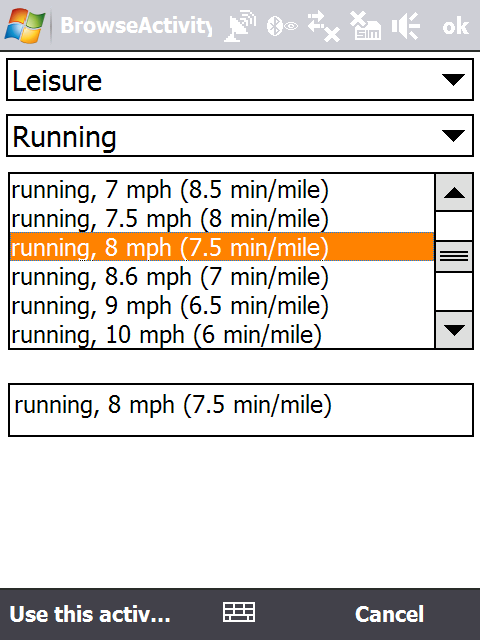 BrowseActivity
SIM
ok
Leisure
Running
running, 7 mph (8.5 min/mile)
running, 7.5 mph (8 min/mile)
running, 8 mph (7.5 min/mile)
running, 8.6 mph (7 min/mile)
running, 9 mph (6.5 min/mile)
running, 10 mph (6 min/mile)
running, 8 mph (7.5 min/mile)
Use this activ...
Cancel